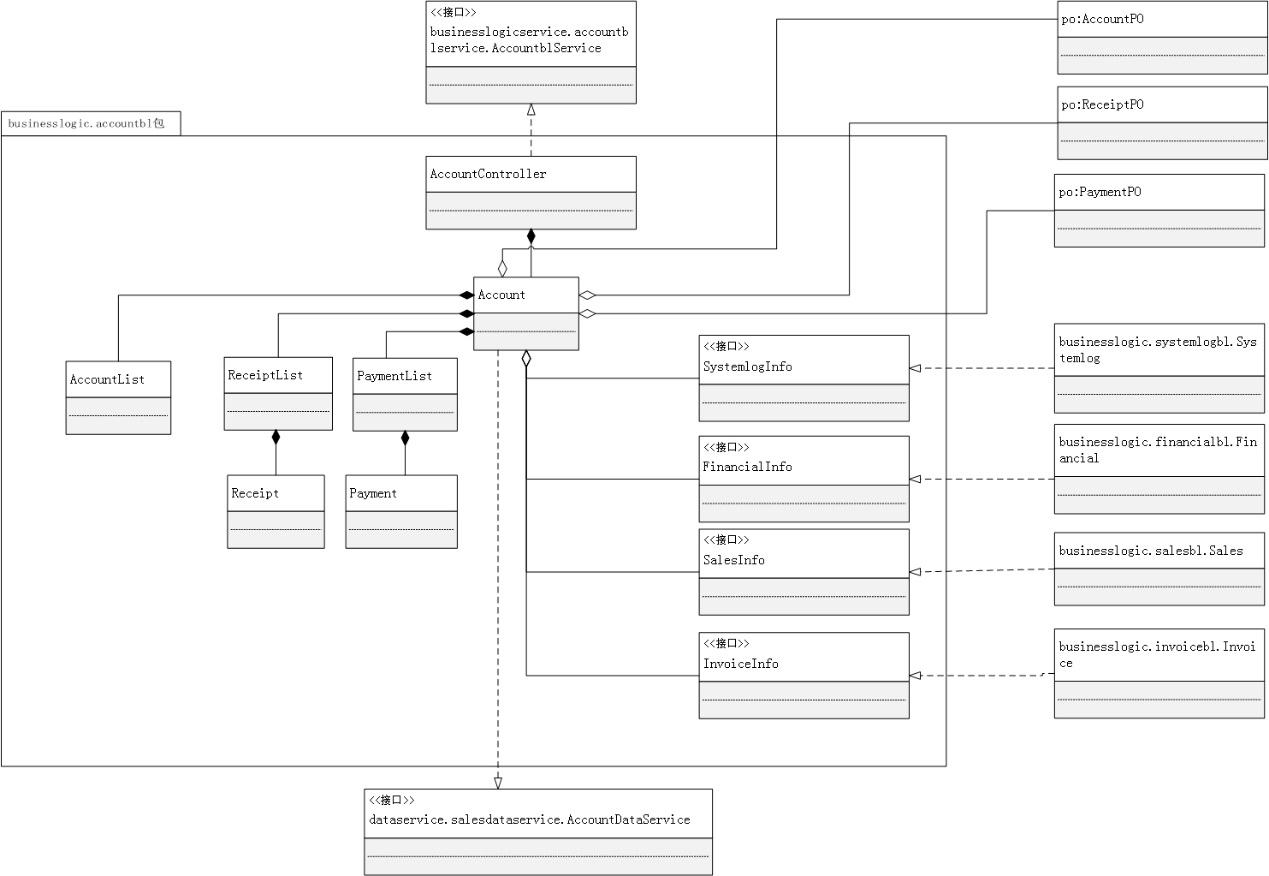 <<接口>>
businesslogicservice.accountb
lservice.AccountblService
po:AccountPO
po:ReceiptPO
businesslogic.accountbl包
AccountController
po:PaymentPO
Account
<<接口>>
SystemlogInfo
businesslogic.systemlogbl.Sys
temlog
AccountList
ReceiptList
PaymentList
<<接口>>
FinancialInfo
businesslogic.financialbl.Fin
ancial
Receipt
Payment
<<接口>>
SalesInfo
businesslogic.salesbl.Sales
<<接口>>
InvoiceInfo
businesslogic.invoicebl.Invoi
ce
<<接口>>
dataservice.salesdataservice.AccountDataService